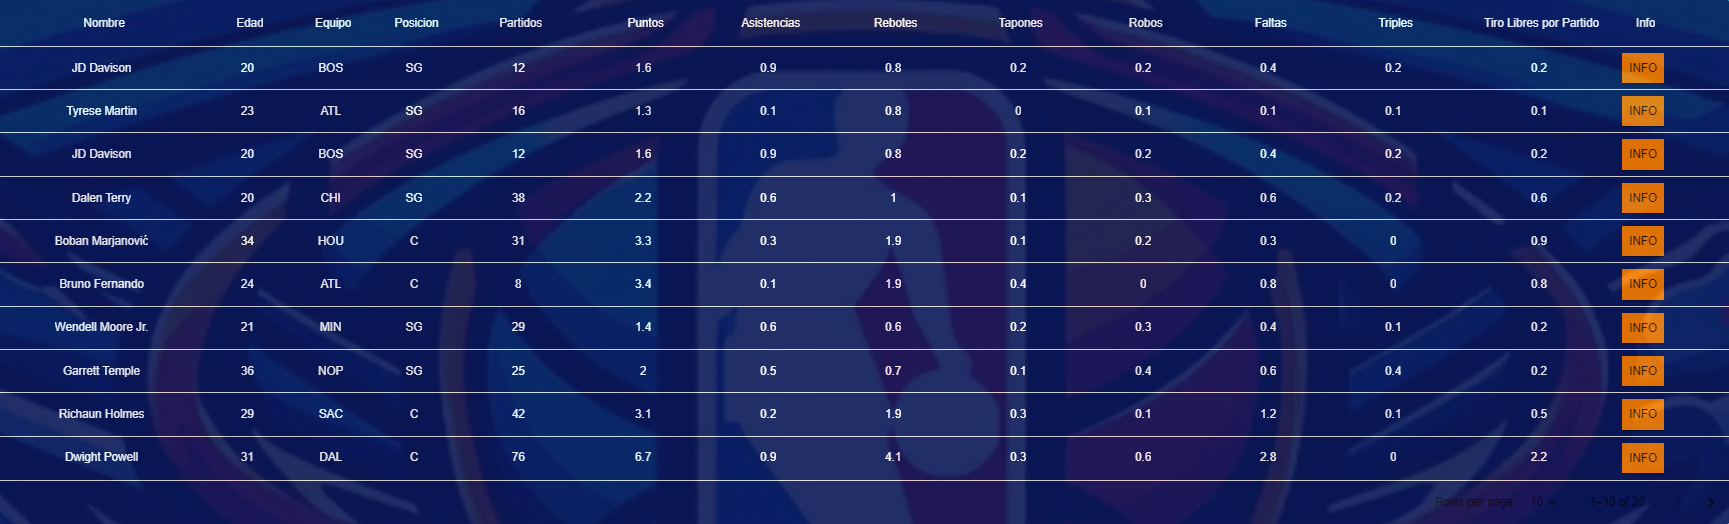 Nombre Edad Equipo Posicion Partidos Puntos Asistencias Rebotes Tapones Robos Faltas Triples Tiro Libres por Partido Info
JD Davison 20 BOS SG 12 1.6 0.9 0.8 0.2 0.2 0.4 0.2 0.2 INFO
Tyrese Martin 23 ATL SG 16 1.3 0.1 0.8 0 0.1 0.1 0.1 0.1 INFO
JD Davison 20 BOS SG 12 1.6 0.9 0.8 0.2 0.2 0.4 0.2 0.2 INFO
Dalen Terry 20 CHI SG 38 2.2 0.6 1 0.1 0.3 0.6 0.2 0.6 INFO
Boban Marjanović 34 HOU C 31 3.3 0.3 1.9 0.1 0.2 0.3 0 0.9 INFO
Bruno Fernando 24 ATL C 8 3.4 0.1 1.9 0.4 0 0.8 0 0.8 INFO
Wendell Moore Jr. 21 MIN SG 29 1.4 0.6 0.6 0.2 0.3 0.4 0.1 0.2 INFO
Garrett Temple 36 NOP SG 25 2 0.5 0.7 0.1 0.4 0.6 0.4 0.2 INFO
Richaun Holmes 29 SAC C 42 3.1 0.2 1.9 0.3 0.1 1.2 0.1 0.5 INFO
Dwight Powell 31 DAL C 76 6.7 0.9 4.1 0.3 0.6 2.8 0 2.2 INFO
Rows per page: 10 1–10 of 20